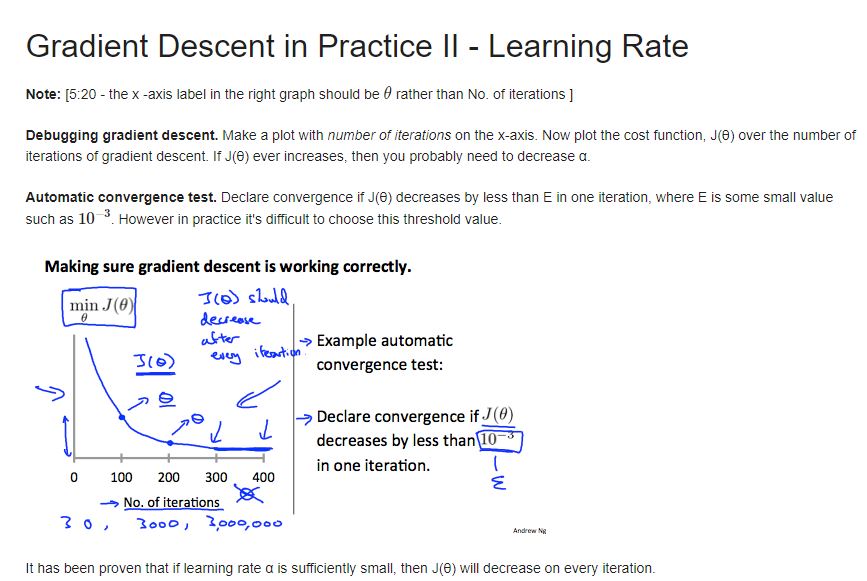 Gradient Descent in Practice II - Learning Rate
Note: [5:20 - the x -axis label in the right graph should be θ rather than No. of iterations ]
Debugging gradient descent. Make a plot with number of iterations on the x-axis. Now plot the cost function, J(θ) over the number of
iterations of gradient descent. If J(θ) ever increases, then you probably need to decrease α.
Automatic convergence test. Declare convergence if J(θ) decreases by less than E in one iteration, where E is some small value
such as 10⁻³. However in practice it's difficult to choose this threshold value.
Making sure gradient descent is working correctly.
min J(θ)
θ
J(θ) should
decrease
after
every iteration.
J(θ)
θ
θ
0 100 200 300 400
→ No. of iterations
θ
30, 3000, 3,000,000
→ Example automatic
convergence test:
→ Declare convergence if J(θ)
decreases by less than 10⁻³
in one iteration.
ε
Andrew Ng
It has been proven that if learning rate α is sufficiently small, then J(θ) will decrease on every iteration.